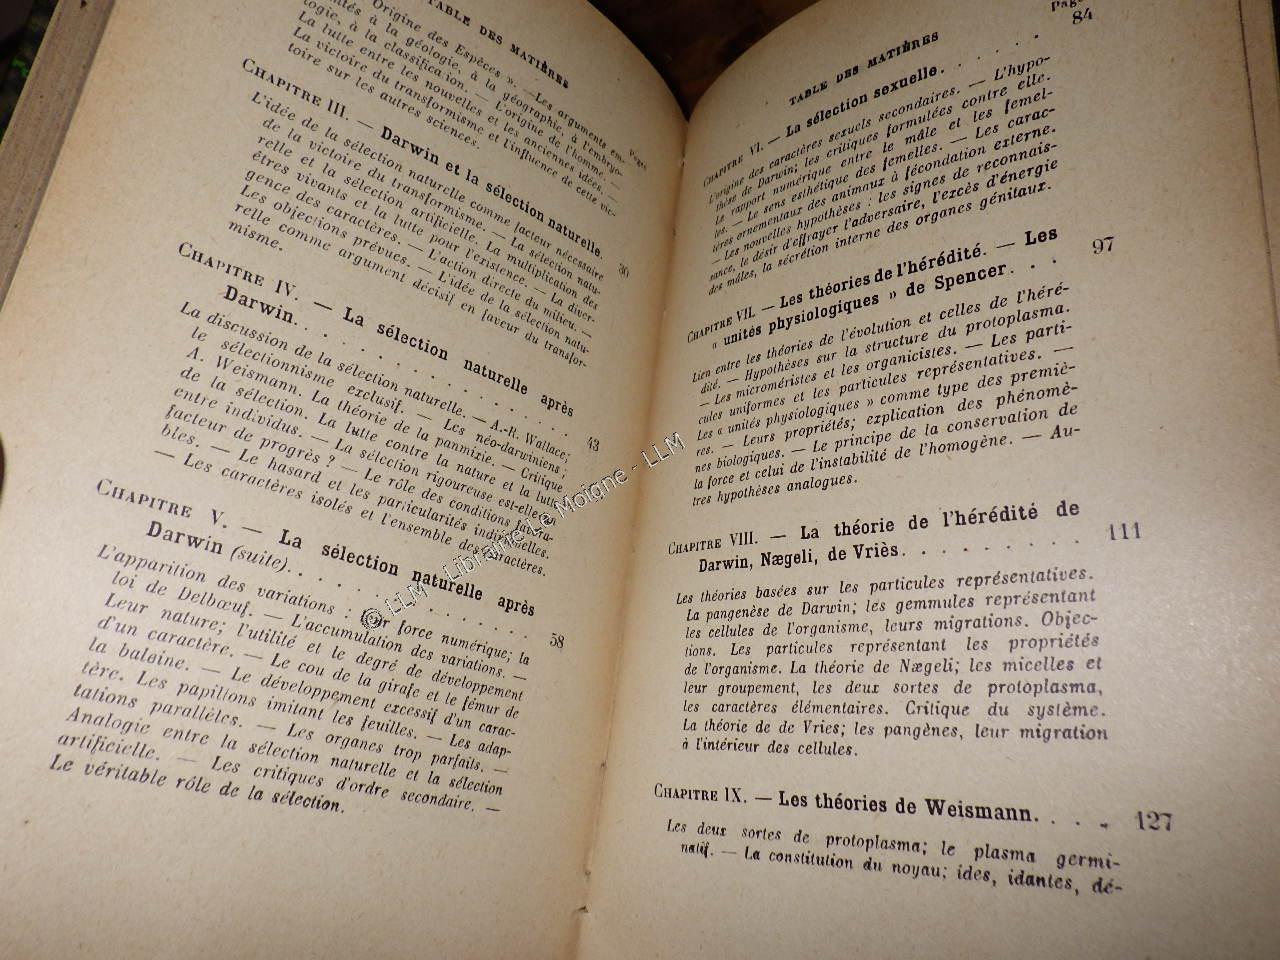 TABLE DES MATIÈRES
Pages
Origine des Espèces ». — Les arguments em-
à la géologie, à la géographie, à l'embryo-
logie, à la classification. — L'origine de l'homme. —
La lutte entre les nouvelles et les anciennes idées. —
La victoire du transformisme et l'influence de cette vic-
toire sur les autres sciences.
CHAPITRE III. — Darwin et la sélection naturelle. 30
L'idée de la sélection naturelle comme facteur nécessaire
de la victoire du transformisme. — La sélection natu-
relle et la sélection artificielle. La multiplication des
êtres vivants et la lutte pour l'existence. — La diver-
gence des caractères. — L'action directe du milieu. —
Les objections prévues. — L'idée de la sélection natu-
relle comme argument décisif en faveur du transfor-
misme.
CHAPITRE IV. — La sélection naturelle après
Darwin. . . . . . . . . . . . . . . 43
La discussion de la sélection naturelle. — A.-R. Wallace;
le sélectionnisme exclusif. — Les néo-darwiniens;
A. Weismann. La théorie de la panmixie. — Critique
de la sélection. Lutte contre la nature et la lutte
entre individus. — La sélection rigoureuse est-elle un
facteur de progrès ? — Le rôle des conditions favora-
bles. — Le hasard et les particularités individuelles.
— Les caractères isolés et l'ensemble des caractères.
CHAPITRE V. — La sélection naturelle après
Darwin (suite). . . . . . . . . . . . . 58
L'apparition des variations : leur force numérique; la
loi de Delbœuf. — L'accumulation des variations. —
Leur nature; l'utilité et le degré de développement
d'un caractère. — Le cou de la girafe et le fémur de
la baleine. — Le développement excessif d'un carac-
tère. Les papillons imitant les feuilles. — Les adap-
tations parallèles. — Les organes trop parfaits. —
Analogie entre la sélection naturelle et la sélection
artificielle. — Les critiques d'ordre secondaire. —
Le véritable rôle de la sélection.
TABLE DES MATIÈRES
Pages
CHAPITRE VI. — La sélection sexuelle. . . . . . 84
L'origine des caractères sexuels secondaires. — L'hypo-
thèse de Darwin; les critiques formulées contre elle.
Le rapport numérique entre le mâle et les femel-
les. — Le sens esthétique des femelles. — Les carac-
tères ornementaux des animaux à fécondation externe.
— Les nouvelles hypothèses : les signes de reconnais-
sance, le désir d'effrayer l'adversaire, l'excès d'énergie
des mâles, la sécrétion interne des organes génitaux.
CHAPITRE VII. — Les théories de l'hérédité. — Les
« unités physiologiques » de Spencer. . . . 97
Lien entre les théories de l'évolution et celles de l'héré-
dité. — Hypothèses sur la structure du protoplasma.
— Les microméristes et les organicistes. — Les parti-
cules uniformes et les particules représentatives. —
Les « unités physiologiques » comme type des premiè-
res. — Leurs propriétés; explication des phénomè-
nes biologiques. — Le principe de la conservation de
la force et celui de l'instabilité de l'homogène. — Au-
tres hypothèses analogues.
CHAPITRE VIII. — La théorie de l'hérédité de
Darwin, Nægeli, de Vriès. . . . . . . . . 111
Les théories basées sur les particules représentatives.
La pangenèse de Darwin; les gemmules représentant
les cellules de l'organisme, leurs migrations. Objec-
tions. Les particules représentant les propriétés
de l'organisme. La théorie de Nægeli; les micelles et
leur groupement, les deux sortes de protoplasma,
les caractères élémentaires. Critique du système.
La théorie de de Vries; les pangènes, leur migration
à l'intérieur des cellules.
CHAPITRE IX. — Les théories de Weismann. . . . . 127
Les deux sortes de protoplasma; le plasma germi-
natif. — La constitution du noyau; ides, idantes, dé-
© LLM - Librairie Le Moigne - LLM